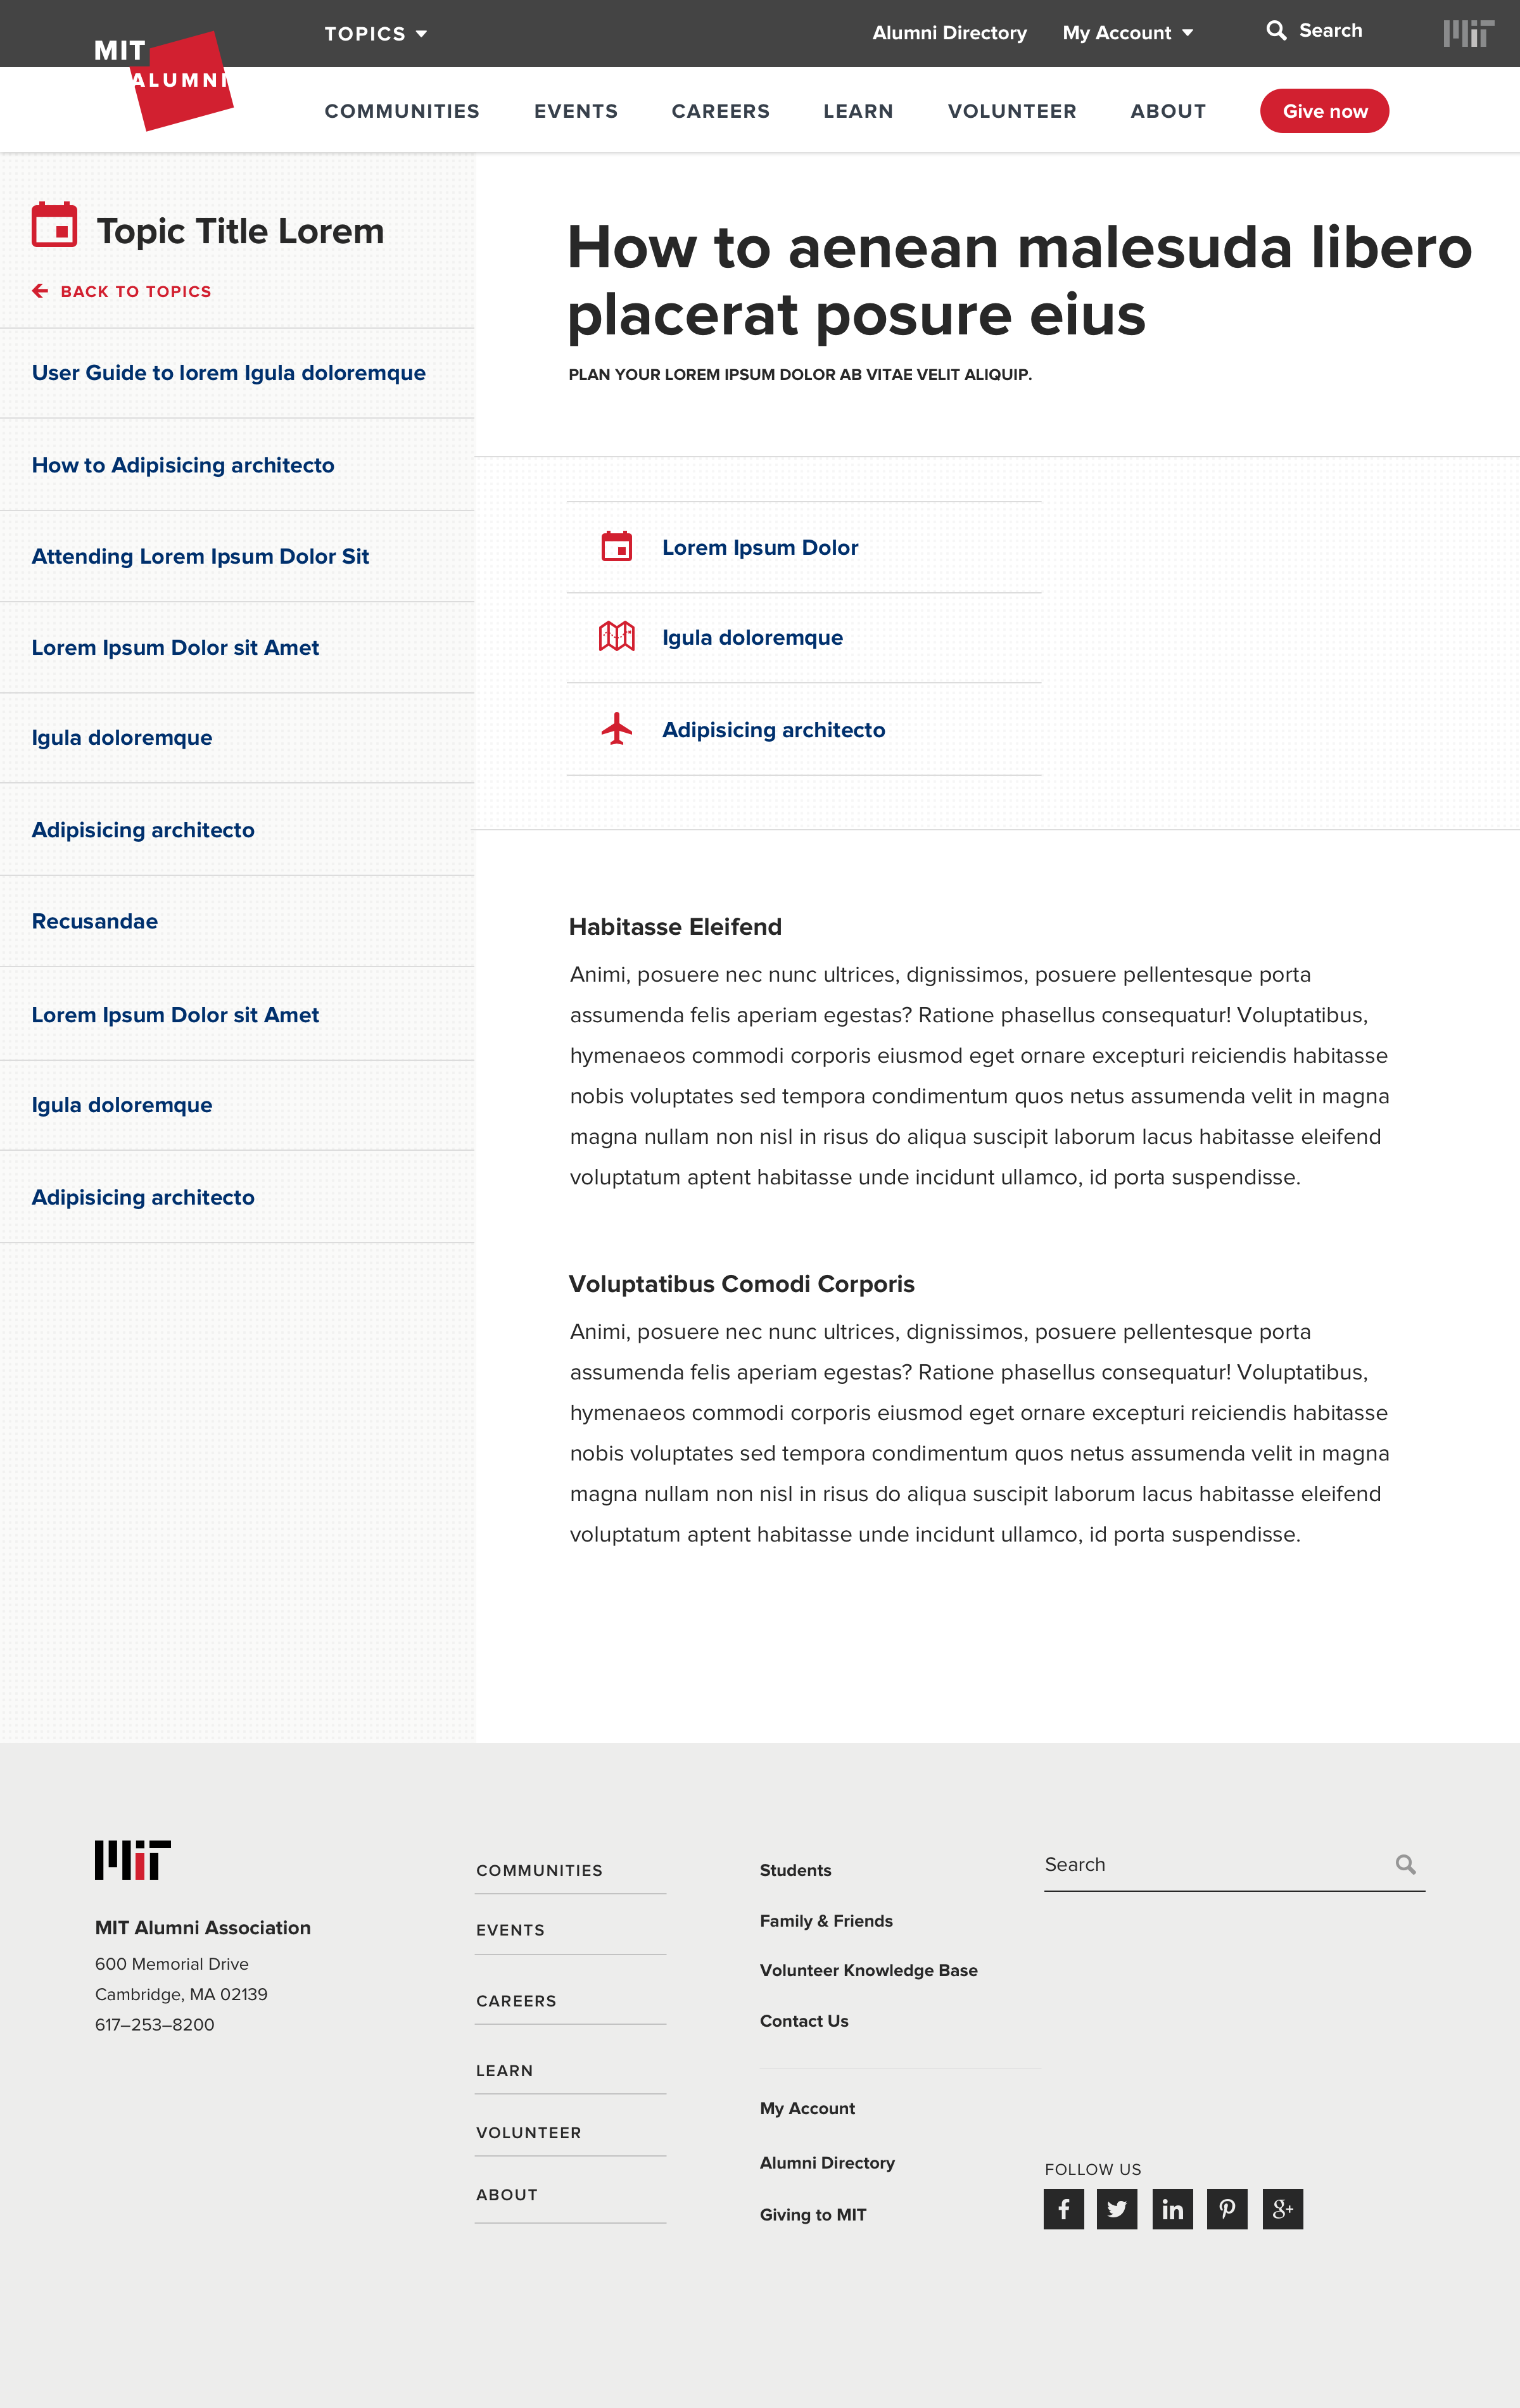 MIT
ALUMNI
TOPICS
Alumni Directory
My Account
Search
MIT
COMMUNITIES
EVENTS
CAREERS
LEARN
VOLUNTEER
ABOUT
Give now
Topic Title Lorem
BACK TO TOPICS
User Guide to lorem Igula doloremque
How to Adipisicing architecto
Attending Lorem Ipsum Dolor Sit
Lorem Ipsum Dolor sit Amet
Igula doloremque
Adipisicing architecto
Recusandae
Lorem Ipsum Dolor sit Amet
Igula doloremque
Adipisicing architecto
How to aenean malesuda libero
placerat posure eius
PLAN YOUR LOREM IPSUM DOLOR AB VITAE VELIT ALIQUIP.
Lorem Ipsum Dolor
Igula doloremque
Adipisicing architecto
Habitasse Eleifend
Animi, posuere nec nunc ultrices, dignissimos, posuere pellentesque porta
assumenda felis aperiam egestas? Ratione phasellus consequatur! Voluptatibus,
hymenaeos commodi corporis eiusmod eget ornare excepturi reiciendis habitasse
nobis voluptates sed tempora condimentum quos netus assumenda velit in magna
magna nullam non nisl in risus do aliqua suscipit laborum lacus habitasse eleifend
voluptatum aptent habitasse unde incidunt ullamco, id porta suspendisse.
Voluptatibus Comodi Corporis
Animi, posuere nec nunc ultrices, dignissimos, posuere pellentesque porta
assumenda felis aperiam egestas? Ratione phasellus consequatur! Voluptatibus,
hymenaeos commodi corporis eiusmod eget ornare excepturi reiciendis habitasse
nobis voluptates sed tempora condimentum quos netus assumenda velit in magna
magna nullam non nisl in risus do aliqua suscipit laborum lacus habitasse eleifend
voluptatum aptent habitasse unde incidunt ullamco, id porta suspendisse.
MIT
MIT Alumni Association
600 Memorial Drive
Cambridge, MA 02139
617–253–8200
COMMUNITIES
EVENTS
CAREERS
LEARN
VOLUNTEER
ABOUT
Students
Family & Friends
Volunteer Knowledge Base
Contact Us
My Account
Alumni Directory
Giving to MIT
Search
FOLLOW US